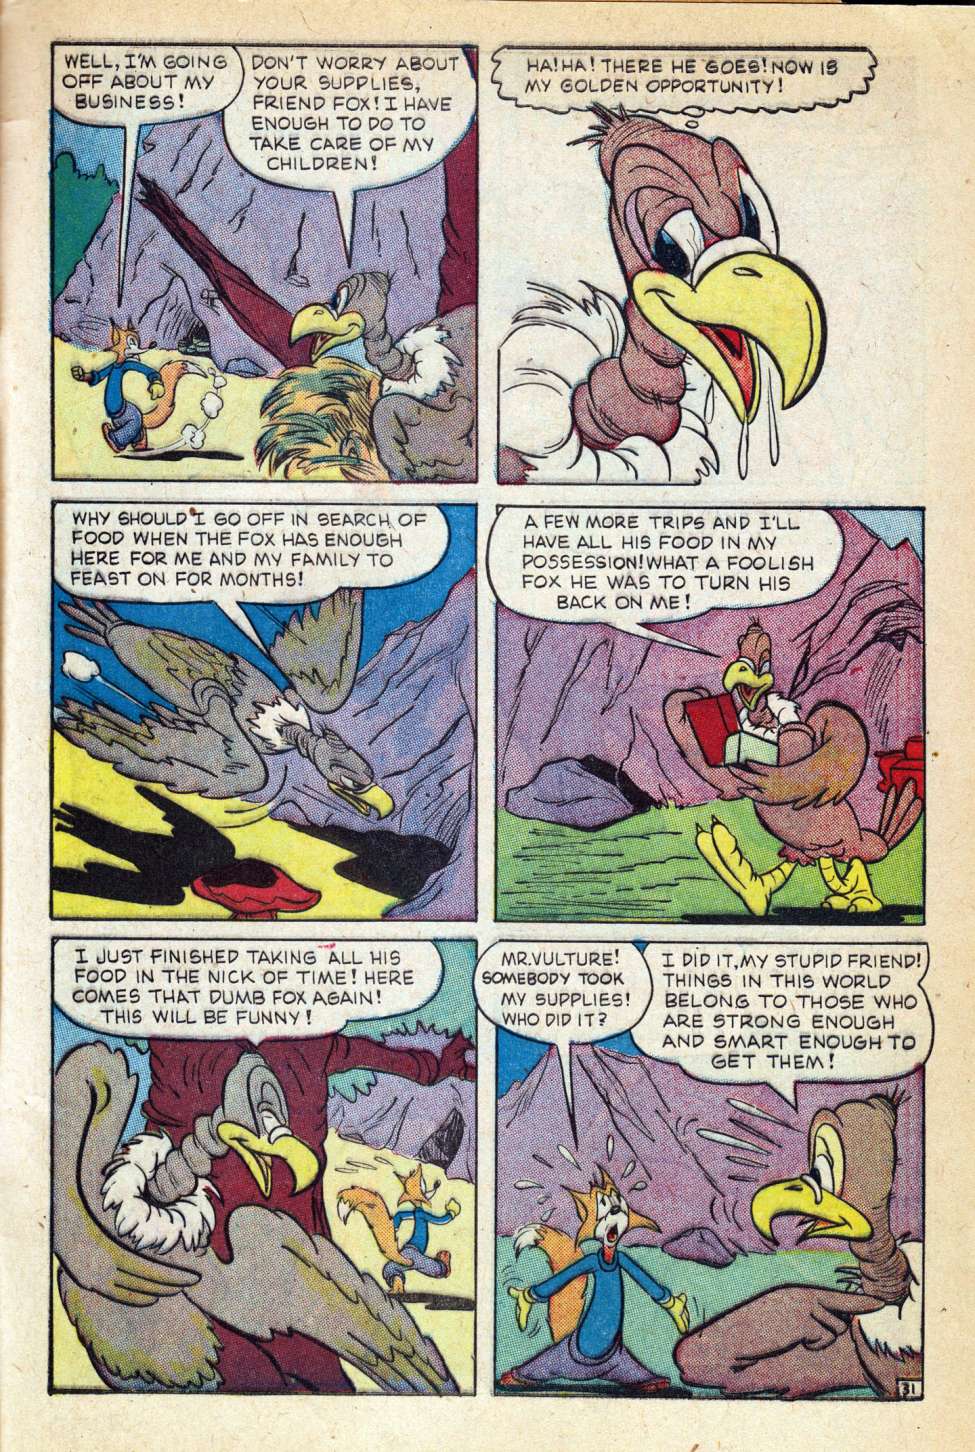 WELL, I'M GOING
OFF ABOUT MY
BUSINESS!
DON'T WORRY ABOUT
YOUR SUPPLIES,
FRIEND FOX! I HAVE
ENOUGH TO DO TO
TAKE CARE OF MY
CHILDREN!
HA! HA! THERE HE GOES! NOW IS
MY GOLDEN OPPORTUNITY!
WHY SHOULD I GO OFF IN SEARCH OF
FOOD WHEN THE FOX HAS ENOUGH
HERE FOR ME AND MY FAMILY TO
FEAST ON FOR MONTHS!
A FEW MORE TRIPS AND I'LL
HAVE ALL HIS FOOD IN MY
POSSESSION! WHAT A FOOLISH
FOX HE WAS TO TURN HIS
BACK ON ME!
I JUST FINISHED TAKING ALL HIS
FOOD IN THE NICK OF TIME! HERE
COMES THAT DUMB FOX AGAIN!
THIS WILL BE FUNNY!
MR. VULTURE!
SOMEBODY TOOK
MY SUPPLIES!
WHO DID IT?
I DID IT, MY STUPID FRIEND!
THINGS IN THIS WORLD
BELONG TO THOSE WHO
ARE STRONG ENOUGH
AND SMART ENOUGH TO
GET THEM!
31